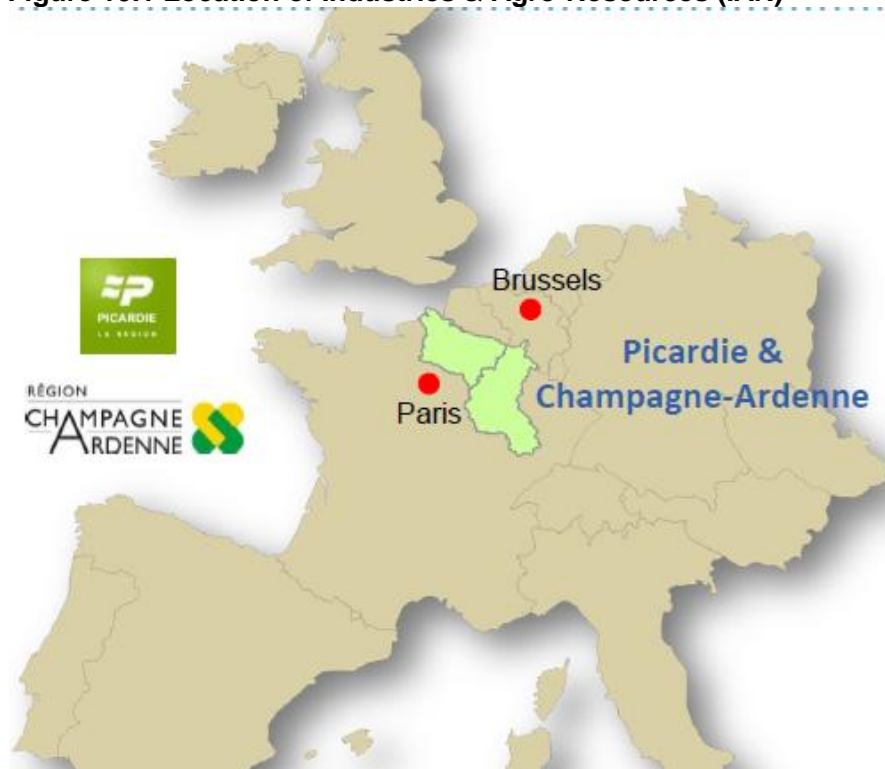 Brussels
PICARDIE
LA RÉGION
Picardie &
Champagne-Ardenne
RÉGION
CHAMPAGNE
ARDENNE
Paris